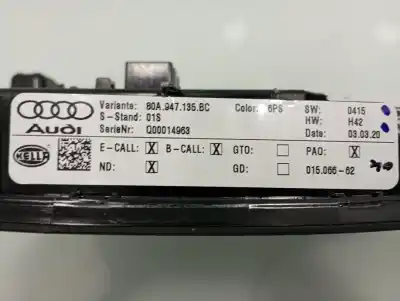 Variante: 80A.947.135.BC Color: 6PS SW: 0415
S-Stand: 01S HW: H42
Audi SerieNr: Q00014963 Date: 03.03.20
HELLA E-CALL: X B-CALL: X GTO: PAO: X
ND: X GD: 015.066-62